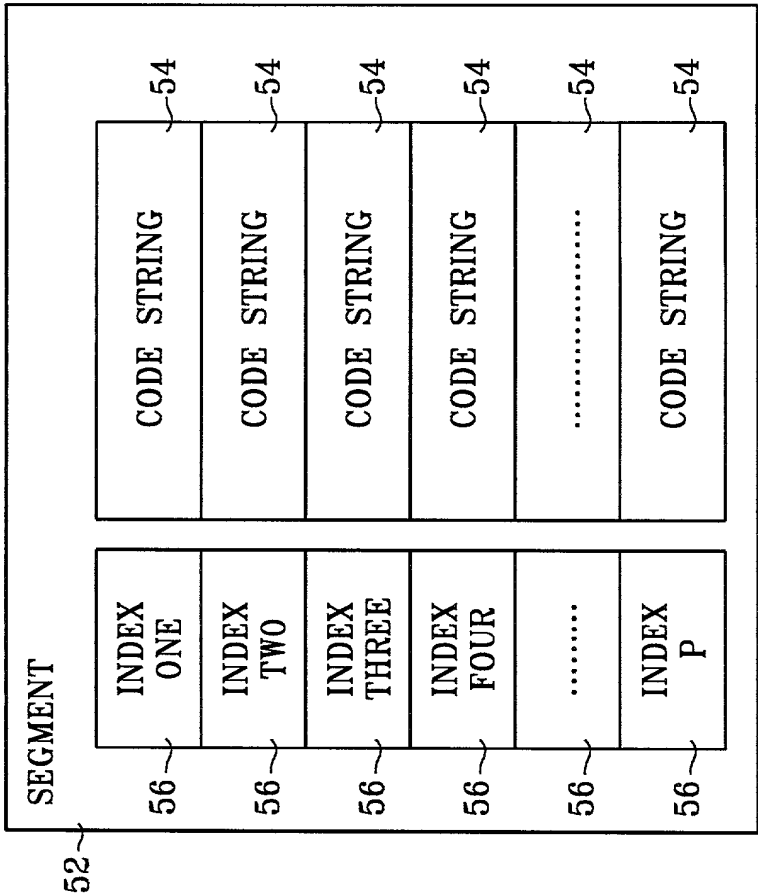 52
SEGMENT
56 INDEX ONE CODE STRING 54
56 INDEX TWO CODE STRING 54
56 INDEX THREE CODE STRING 54
56 INDEX FOUR CODE STRING 54
56 ........ .................... 54
56 INDEX P CODE STRING 54